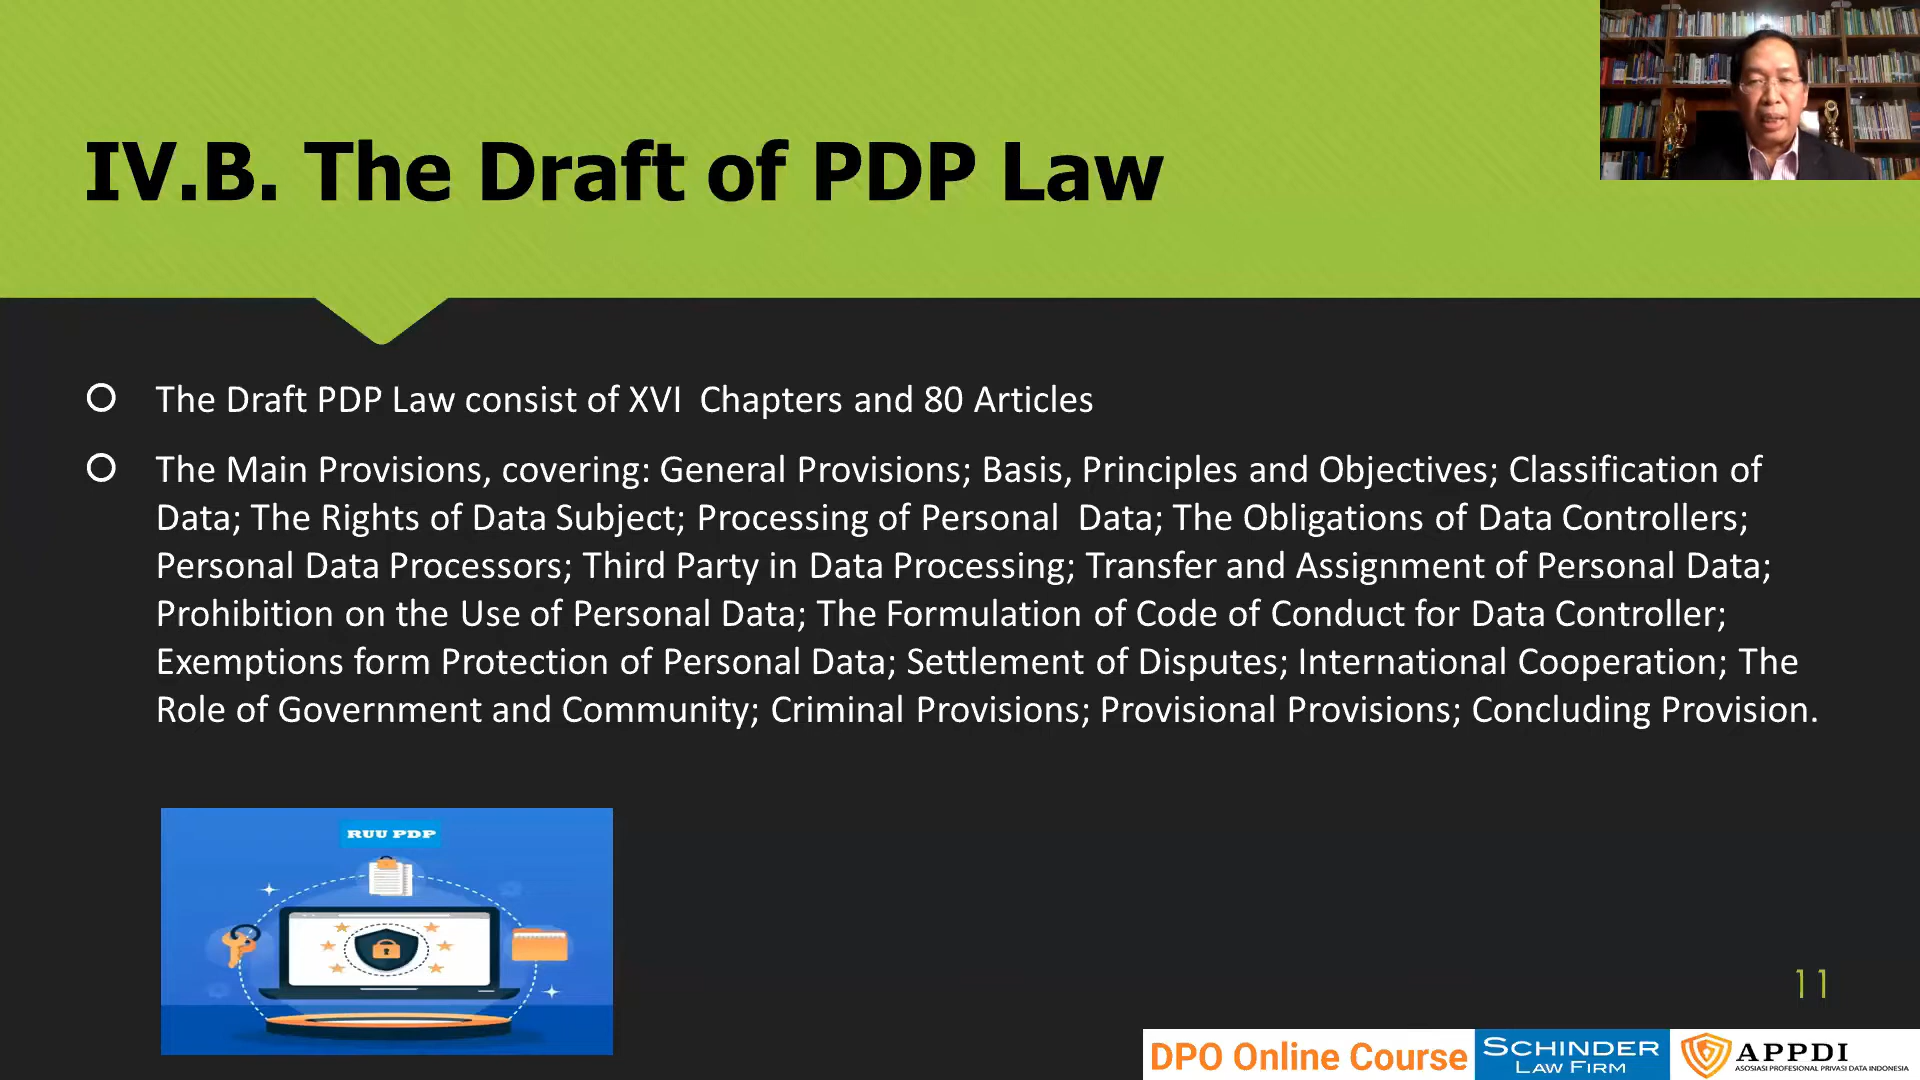 IV.B. The Draft of PDP Law
The Draft PDP Law consist of XVI Chapters and 80 Articles
The Main Provisions, covering: General Provisions; Basis, Principles and Objectives; Classification of
Data; The Rights of Data Subject; Processing of Personal Data; The Obligations of Data Controllers;
Personal Data Processors; Third Party in Data Processing; Transfer and Assignment of Personal Data;
Prohibition on the Use of Personal Data; The Formulation of Code of Conduct for Data Controller;
Exemptions form Protection of Personal Data; Settlement of Disputes; International Cooperation; The
Role of Government and Community; Criminal Provisions; Provisional Provisions; Concluding Provision.
RUU PDP
11
DPO Online Course
SCHINDER
LAW FIRM
APPDI
ASOSIASI PROFESIONAL PRIVASI DATA INDONESIA